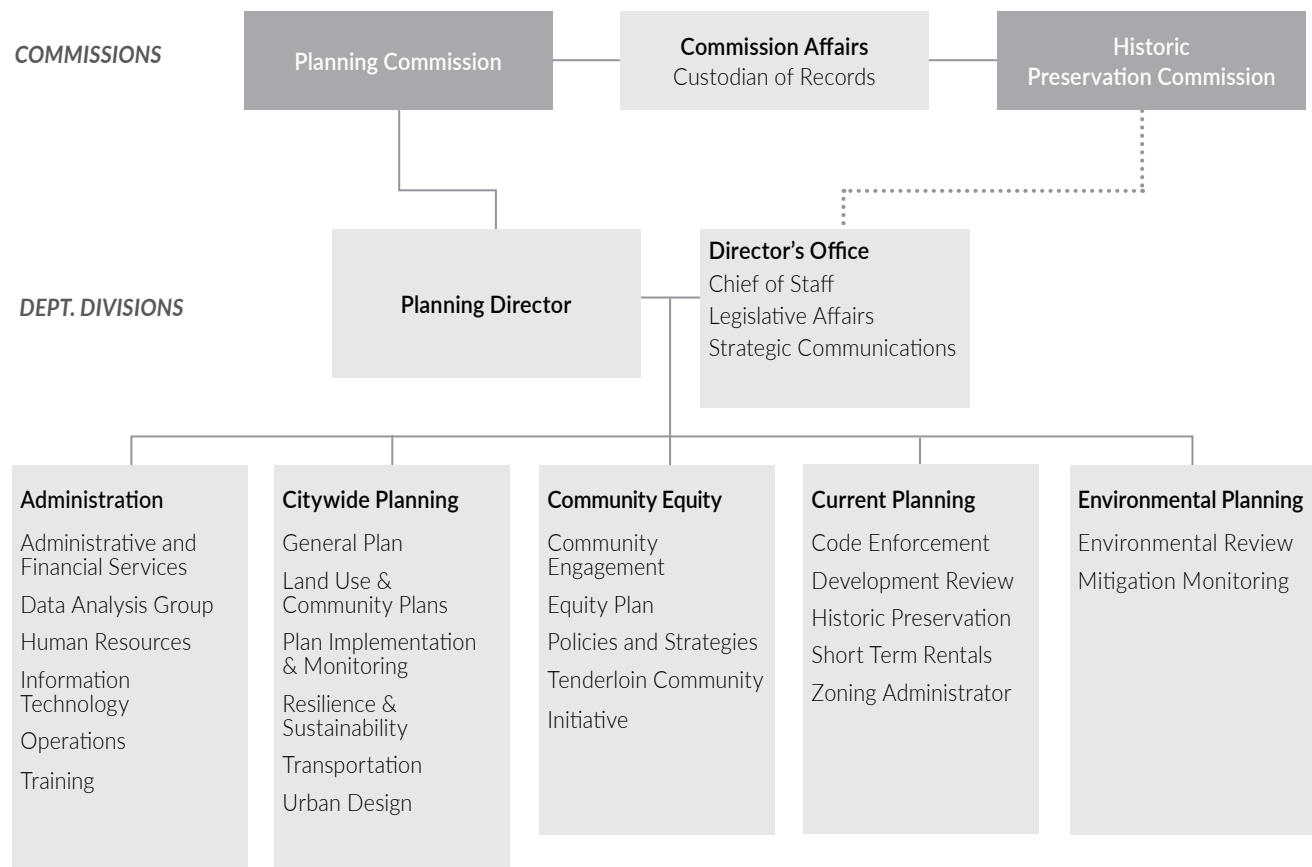 COMMISSIONS
Planning Commission
Commission Affairs
Custodian of Records
Historic
Preservation Commission
DEPT. DIVISIONS
Planning Director
Director’s Office
Chief of Staff
Legislative Affairs
Strategic Communications
Administration
Administrative and
Financial Services
Data Analysis Group
Human Resources
Information
Technology
Operations
Training
Citywide Planning
General Plan
Land Use &
Community Plans
Plan Implementation
& Monitoring
Resilience &
Sustainability
Transportation
Urban Design
Community Equity
Community
Engagement
Equity Plan
Policies and Strategies
Tenderloin Community
Initiative
Current Planning
Code Enforcement
Development Review
Historic Preservation
Short Term Rentals
Zoning Administrator
Environmental Planning
Environmental Review
Mitigation Monitoring